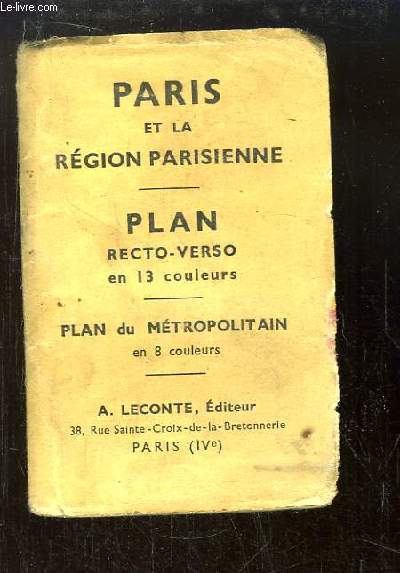 Le-livre.com
PARIS
ET LA
RÉGION PARISIENNE
PLAN
RECTO-VERSO
en 13 couleurs
PLAN du MÉTROPOLITAIN
en 8 couleurs
A. LECONTE, Éditeur
38, Rue Sainte-Croix-de-la-Bretonnerie
PARIS (IVe)